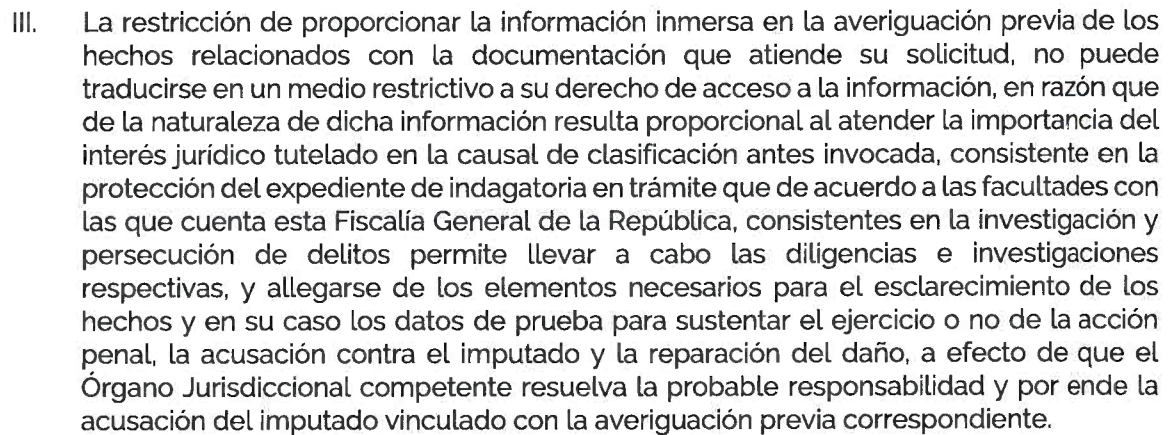 III. La restricción de proporcionar la información inmersa en la averiguación previa de los
hechos relacionados con la documentación que atiende su solicitud, no puede
traducirse en un medio restrictivo a su derecho de acceso a la información, en razón que
de la naturaleza de dicha información resulta proporcional al atender la importancia del
interés jurídico tutelado en la causal de clasificación antes invocada, consistente en la
protección del expediente de indagatoria en trámite que de acuerdo a las facultades con
las que cuenta esta Fiscalía General de la República, consistentes en la investigación y
persecución de delitos permite llevar a cabo las diligencias e investigaciones
respectivas, y allegarse de los elementos necesarios para el esclarecimiento de los
hechos y en su caso los datos de prueba para sustentar el ejercicio o no de la acción
penal, la acusación contra el imputado y la reparación del daño, a efecto de que el
Órgano Jurisdiccional competente resuelva la probable responsabilidad y por ende la
acusación del imputado vinculado con la averiguación previa correspondiente.